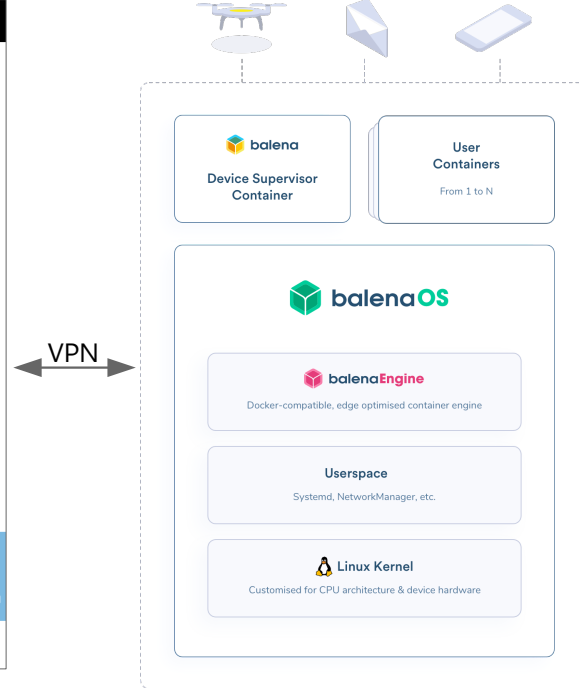 balena
Device Supervisor
Container
User
Containers
From 1 to N
balenaOS
VPN
balenaEngine
Docker-compatible, edge optimised container engine
Userspace
Systemd, NetworkManager, etc.
Linux Kernel
Customised for CPU architecture & device hardware